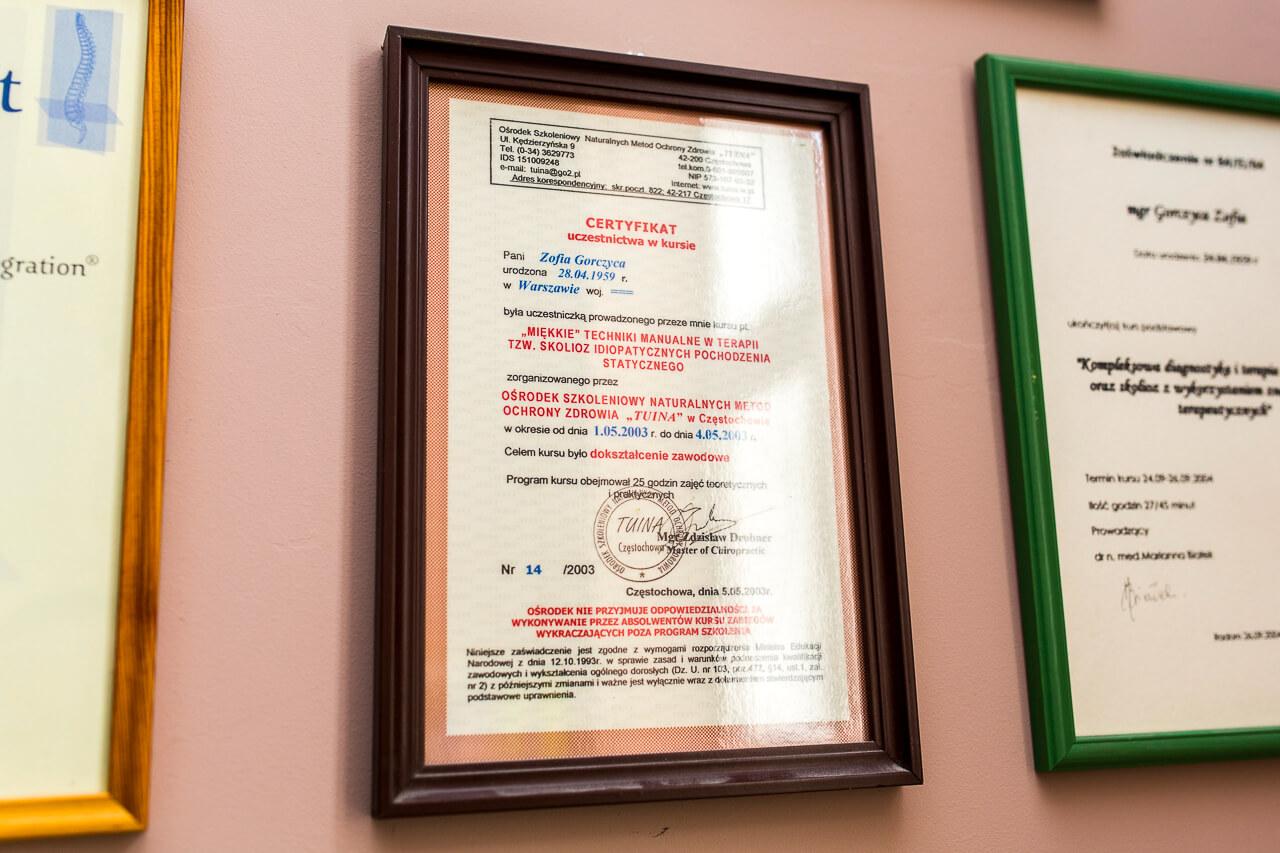 t
gration®
Ośrodek Szkoleniowy Naturalnych Metod Ochrony Zdrowia „TUINA"
Ul. Kędzierzyńska 9 42-200 Częstochowa
Tel. (0-34) 3629773 tel.kom.
IDS 151009248 NIP
e-mail: tuina@go2.pl Internet:
Adres korespondencyjny: skr.poczt. 822; 42-217 Częstochowa 17
CERTYFIKAT
uczestnictwa w kursie
Pani Zofia Gorczyca
urodzona 28.04.1959 r.
w Warszawie woj. ===
była uczestniczką prowadzonego przeze mnie kursu pt.
„MIĘKKIE" TECHNIKI MANUALNE W TERAPII
TZW. SKOLIOZ IDIOPATYCZNYCH POCHODZENIA
STATYCZNEGO
zorganizowanego przez
OŚRODEK SZKOLENIOWY NATURALNYCH METOD
OCHRONY ZDROWIA „TUINA" w Częstochowie
w okresie od dnia 1.05.2003 r. do dnia 4.05.2003 r.
Celem kursu było dokształcenie zawodowe
Program kursu obejmował 25 godzin zajęć teoretycznych
i praktycznych
TUINA
Częstochowa
Mgr Zdzisław Drobner
Master of Chiropractic
Nr 14 /2003
Częstochowa, dnia 5.05.2003r.
OŚRODEK NIE PRZYJMUJE ODPOWIEDZIALNOŚCI ZA
WYKONYWANIE PRZEZ ABSOLWENTÓW KURSU ZABIEGÓW
WYKRACZAJĄCYCH POZA PROGRAM SZKOLENIA
Niniejsze zaświadczenie jest zgodne z wymogami rozporządzenia Ministra Edukacji
Narodowej z dnia 12.10.1993r. w sprawie zasad i warunków podnoszenia kwalifikacji
zawodowych i wykształcenia ogólnego dorosłych (Dz. U. nr 103, poz.472, §14, ust.1, zał.
nr 2) z późniejszymi zmianami i ważne jest wyłącznie wraz z dokumentem stwierdzającym
podstawowe uprawnienia.
mgr Gorczyca Zofia
ukończył(a) kurs podstawowy
"Kompleksowa diagnostyka i terapia
oraz skolioz z wykorzystaniem
terapeutycznych"
Termin kursu 24.09-26.09.2004
Ilość godzin 27/45 minut
Prowadzący
dr n. med. Marianna Białek